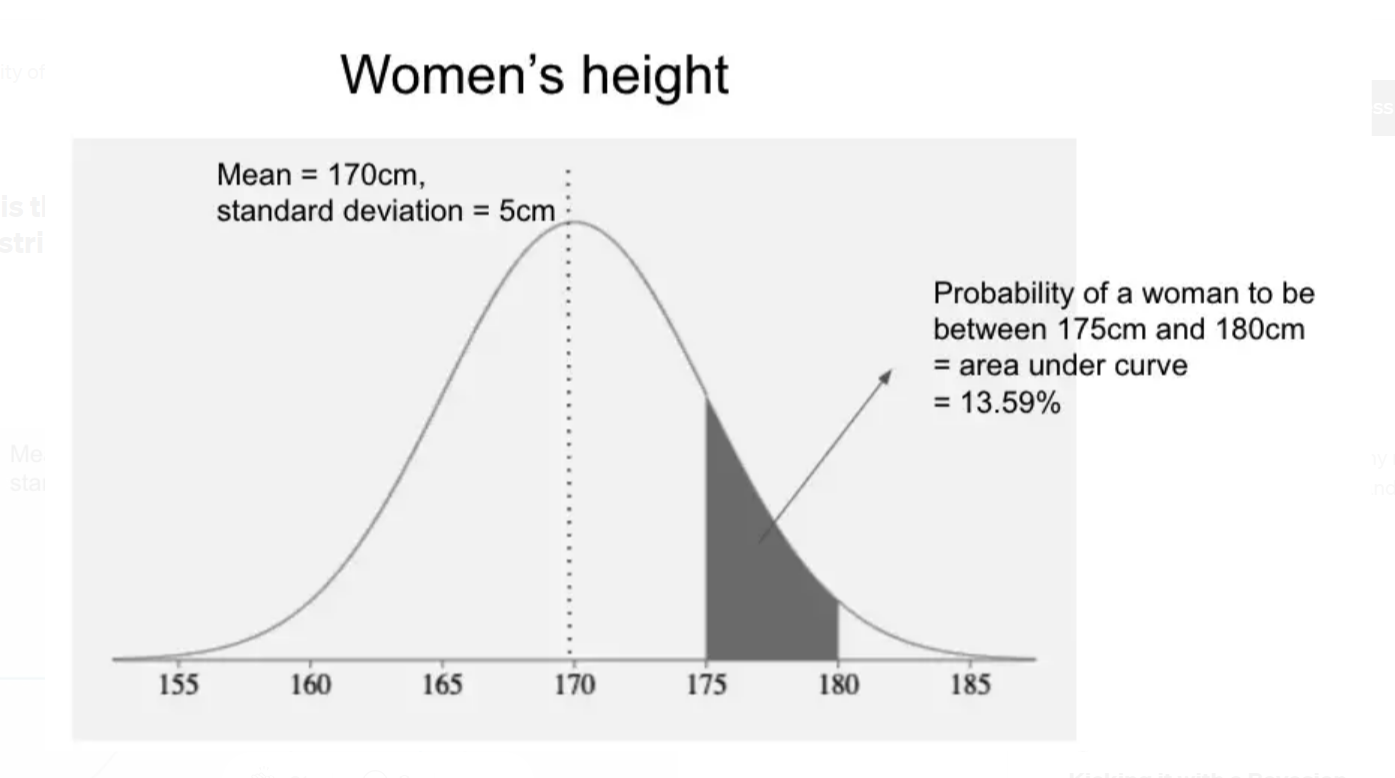 Women's height
Mean = 170cm,
standard deviation = 5cm
Probability of a woman to be
between 175cm and 180cm
= area under curve
= 13.59%
155 160 165 170 175 180 185